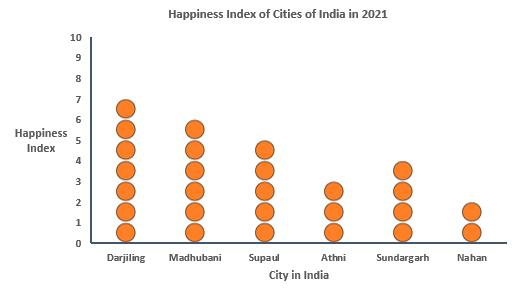 Happiness Index of Cities of India in 2021
10
9
8
7
6
5
4
3
2
1
0
Happiness
Index
Darjiling Madhubani Supaul Athni Sundargarh Nahan
City in India